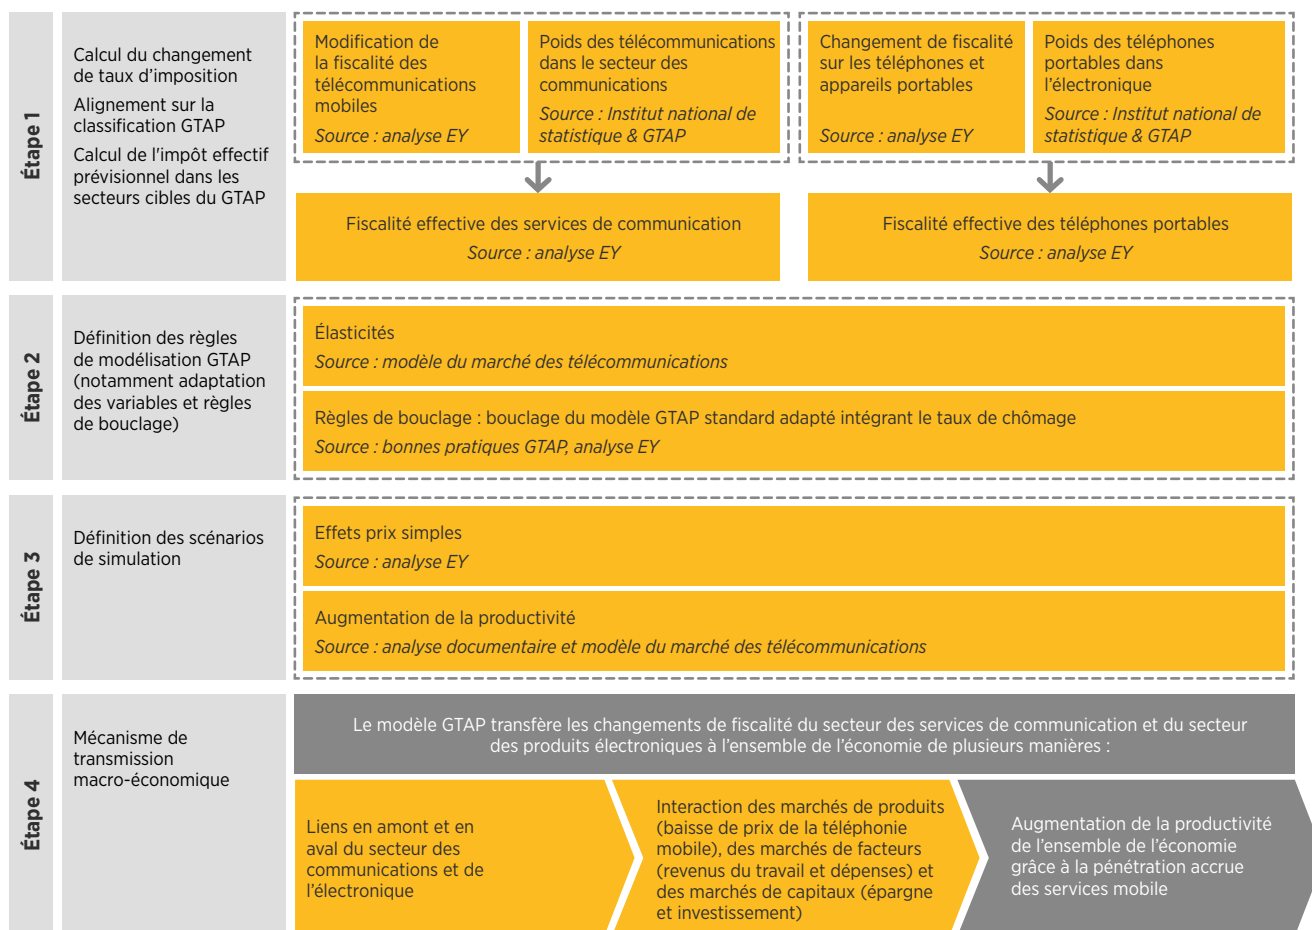 Étape 1
Calcul du changement
de taux d’imposition
Alignement sur la
classification GTAP
Calcul de l'impôt effectif
prévisionnel dans les
secteurs cibles du GTAP
Modification de
la fiscalité des
télécommunications
mobiles
Source : analyse EY
Poids des télécommunications
dans le secteur des
communications
Source : Institut national de
statistique & GTAP
Changement de fiscalité
sur les téléphones et
appareils portables
Source : analyse EY
Poids des téléphones
portables dans
l’électronique
Source : Institut national de
statistique & GTAP
Fiscalité effective des services de communication
Source : analyse EY
Fiscalité effective des téléphones portables
Source : analyse EY
Étape 2
Définition des règles
de modélisation GTAP
(notamment adaptation
des variables et règles
de bouclage)
Élasticités
Source : modèle du marché des télécommunications
Règles de bouclage : bouclage du modèle GTAP standard adapté intégrant le taux de chômage
Source : bonnes pratiques GTAP, analyse EY
Étape 3
Définition des scénarios
de simulation
Effets prix simples
Source : analyse EY
Augmentation de la productivité
Source : analyse documentaire et modèle du marché des télécommunications
Étape 4
Mécanisme de
transmission
macro-économique
Le modèle GTAP transfère les changements de fiscalité du secteur des services de communication et du secteur
des produits électroniques à l’ensemble de l’économie de plusieurs manières :
Liens en amont et en
aval du secteur des
communications et de
l’électronique
Interaction des marchés de produits
(baisse de prix de la téléphonie
mobile), des marchés de facteurs
(revenus du travail et dépenses) et
des marchés de capitaux (épargne
et investissement)
Augmentation de la productivité
de l’ensemble de l’économie
grâce à la pénétration accrue
des services mobile